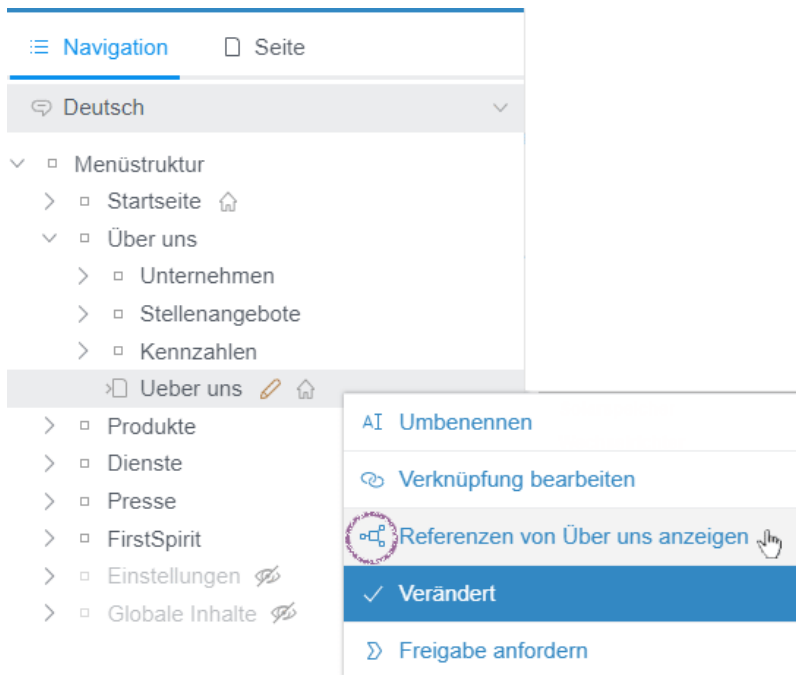 Navigation Seite
Deutsch
Menüstruktur
Startseite
Über uns
Unternehmen
Stellenangebote
Kennzahlen
Ueber uns
Produkte
Dienste
Presse
FirstSpirit
Einstellungen
Globale Inhalte
Umbenennen
Verknüpfung bearbeiten
Referenzen von Über uns anzeigen
Verändert
Freigabe anfordern